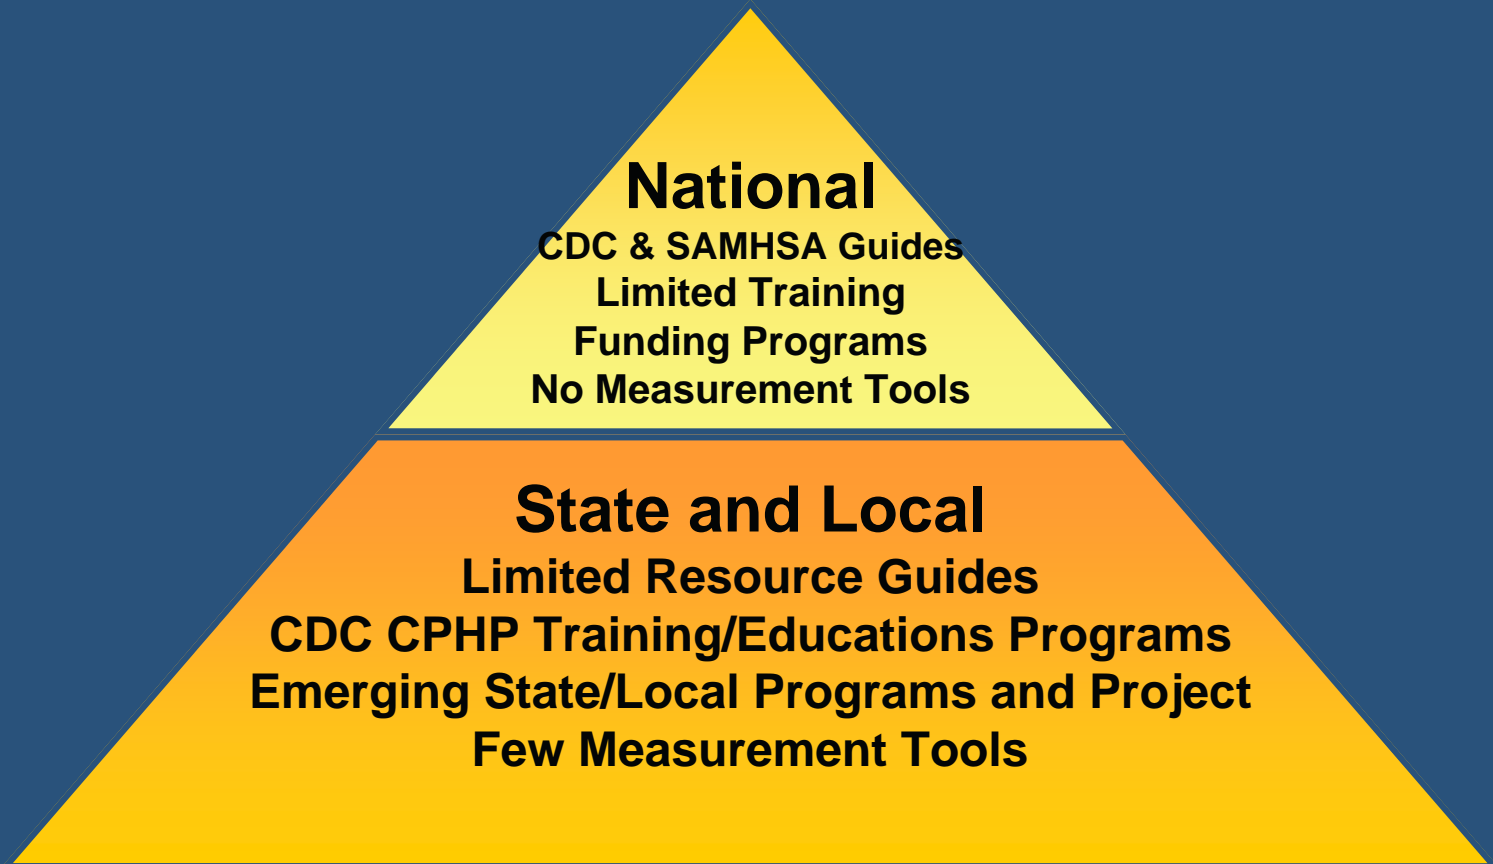 National
CDC & SAMHSA Guides
Limited Training
Funding Programs
No Measurement Tools
State and Local
Limited Resource Guides
CDC CPHP Training/Educations Programs
Emerging State/Local Programs and Project
Few Measurement Tools